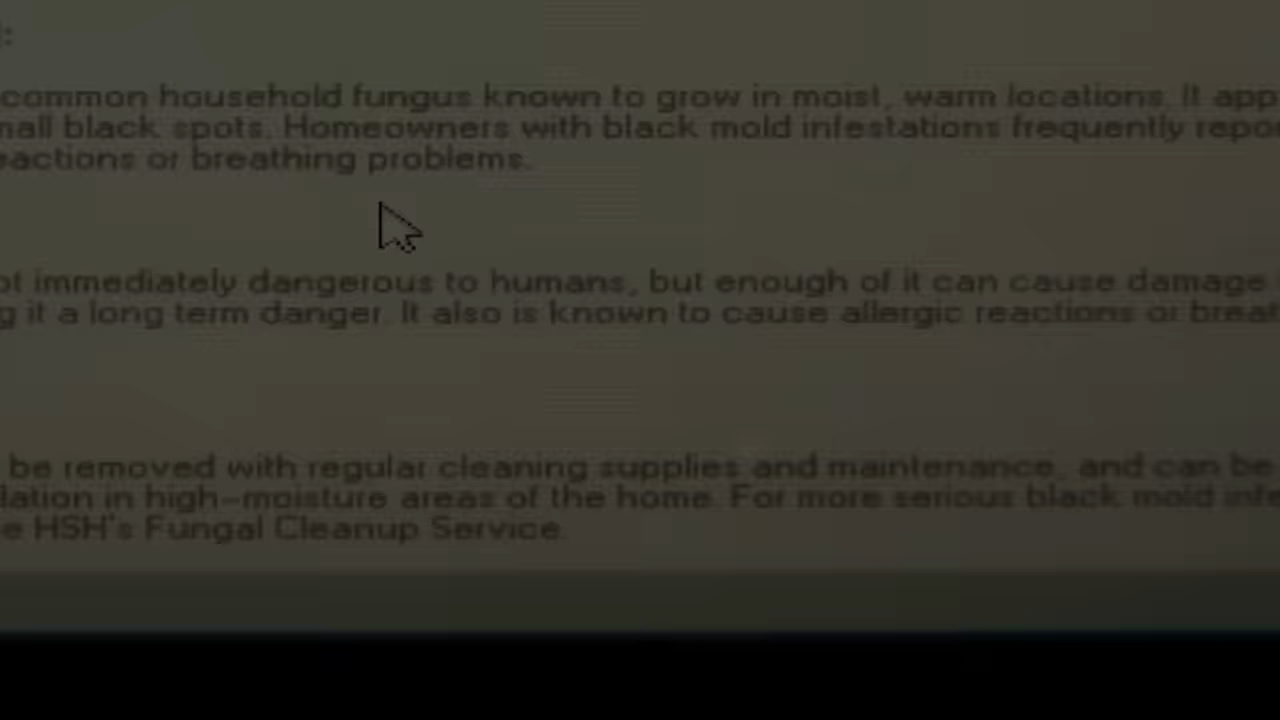 :
common household fungus known to grow in moist, warm locations. It app
mall black spots. Homeowners with black mold infestations frequently repo
eactions or breathing problems.
ot immediately dangerous to humans, but enough of it can cause damage
g it a long term danger. It also is known to cause allergic reactions or breat
be removed with regular cleaning supplies and maintenance, and can be
lation in high-moisture areas of the home. For more serious black mold infe
e HSH's Fungal Cleanup Service.